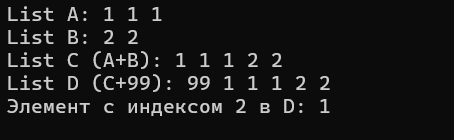 List A: 1 1 1
List B: 2 2
List C (A+B): 1 1 1 2 2
List D (C+99): 99 1 1 1 2 2
Элемент с индексом 2 в D: 1